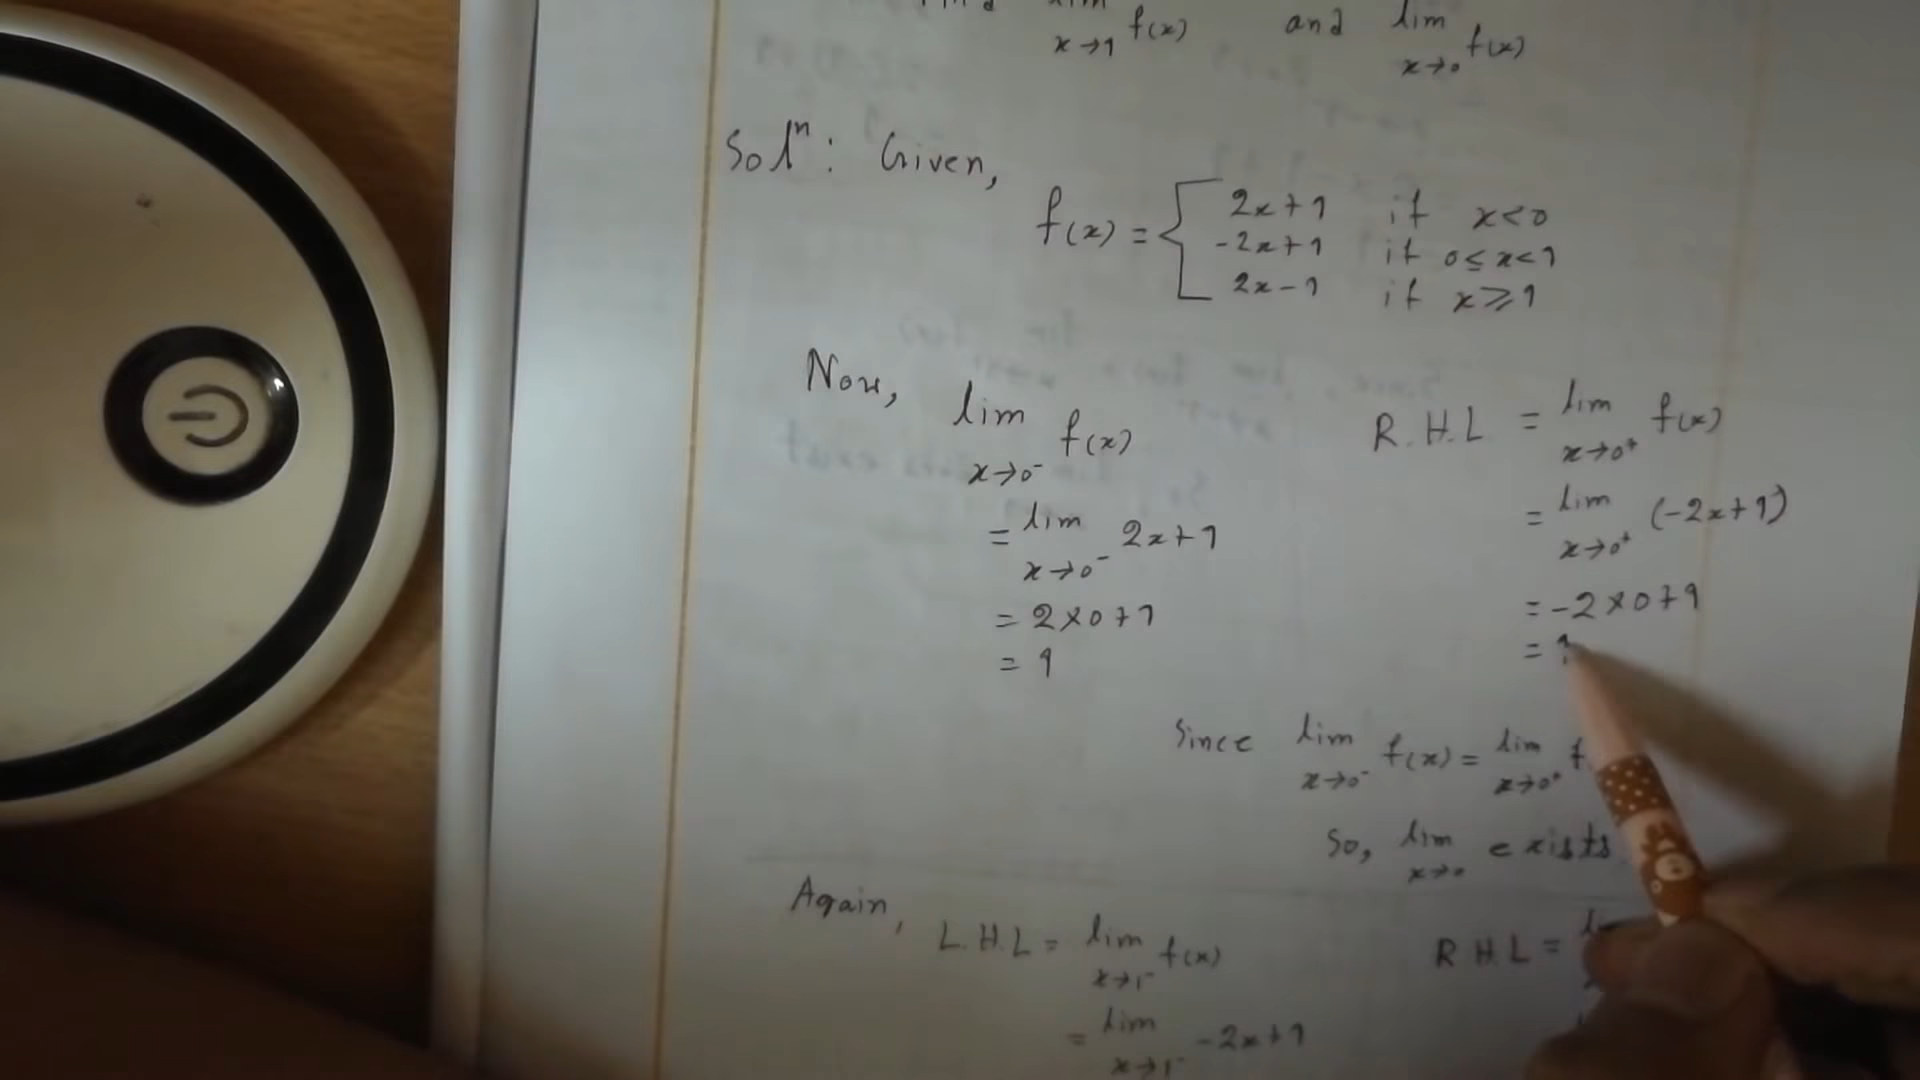 lim f(x) and lim f(x)
x→1 x→0
Solⁿ: Given,
f(x) = { 2x+1 if x<0
-2x+1 if 0≤x<1
2x-1 if x≥1
Now, lim f(x)
x→0⁻
= lim 2x+1
x→0⁻
= 2×0+1
= 1
R.H.L = lim f(x)
x→0⁺
= lim (-2x+1)
x→0⁺
= -2×0+1
= 1
Since lim f(x) = lim f
x→0⁻ x→0⁺
So, lim exists
x→0
Again, L.H.L = lim f(x)
x→1⁻
= lim -2x+1
x→1⁻
R.H.L =